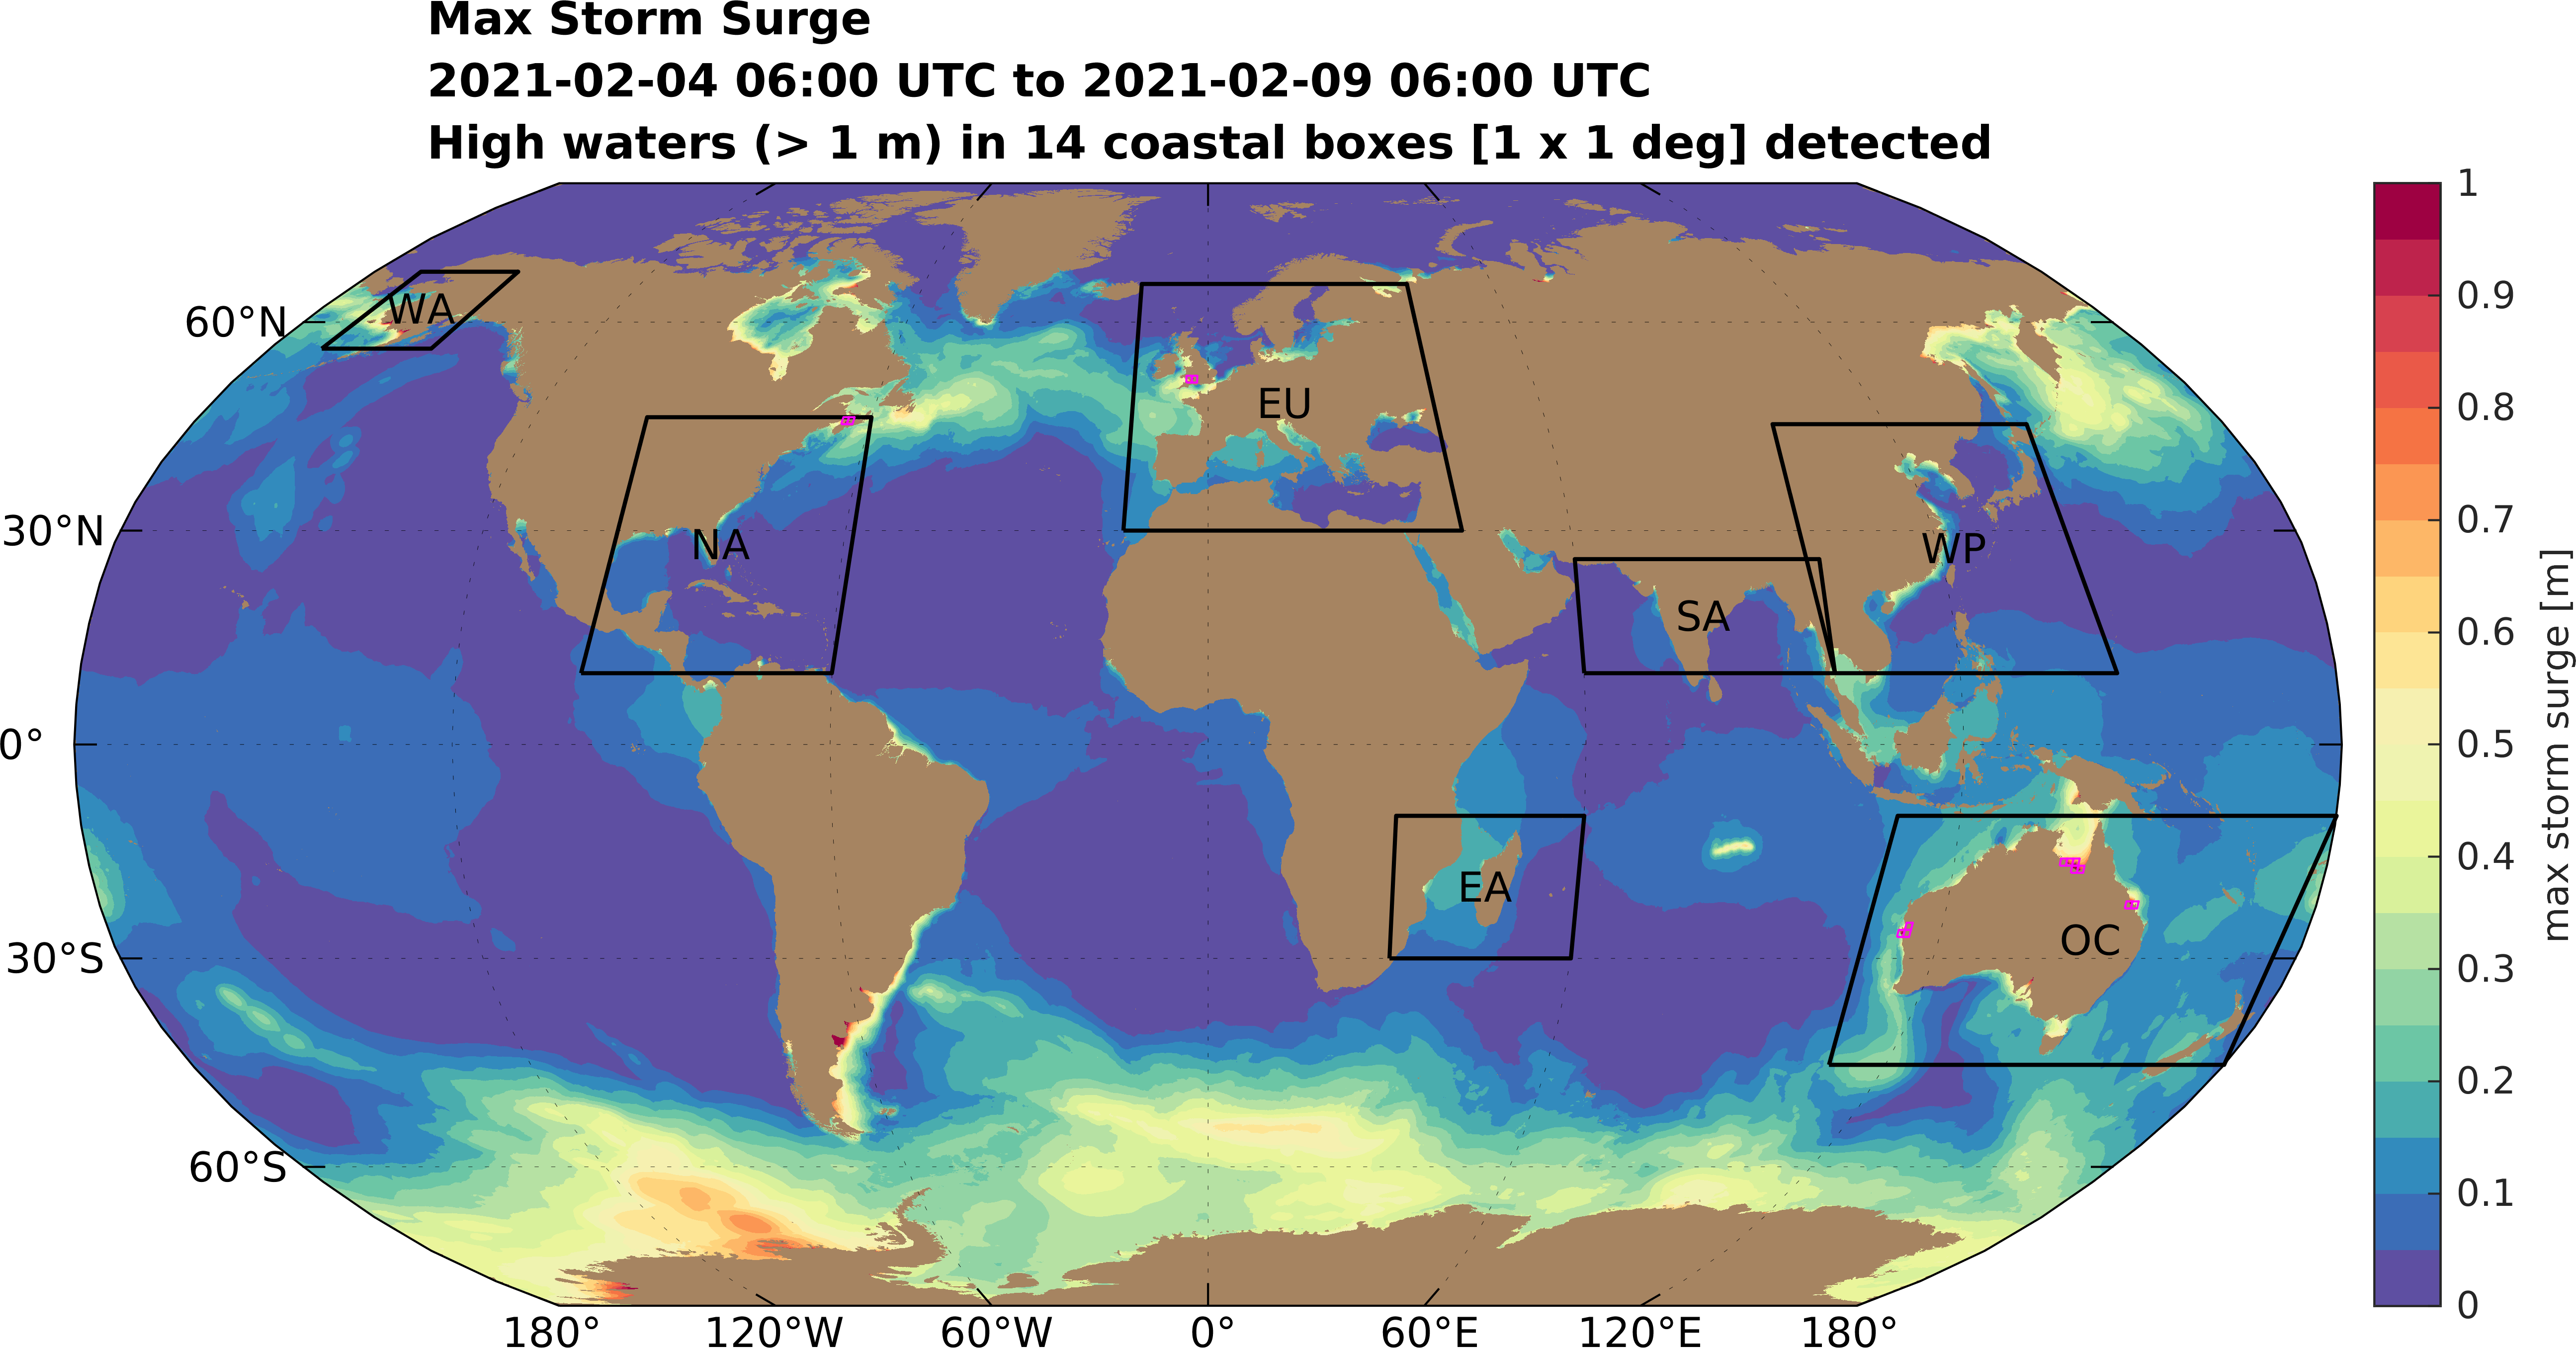 Max Storm Surge
2021-02-04 06:00 UTC to 2021-02-09 06:00 UTC
High waters (> 1 m) in 14 coastal boxes [1 x 1 deg] detected
WA
EU
NA
WP
SA
EA
OC
60°N
30°N
0°
30°S
60°S
180°
120°W
60°W
0°
60°E
120°E
180°
1
0.9
0.8
0.7
0.6
0.5
0.4
0.3
0.2
0.1
0
max storm surge [m]